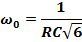 ω₀ = 1 / RC√6